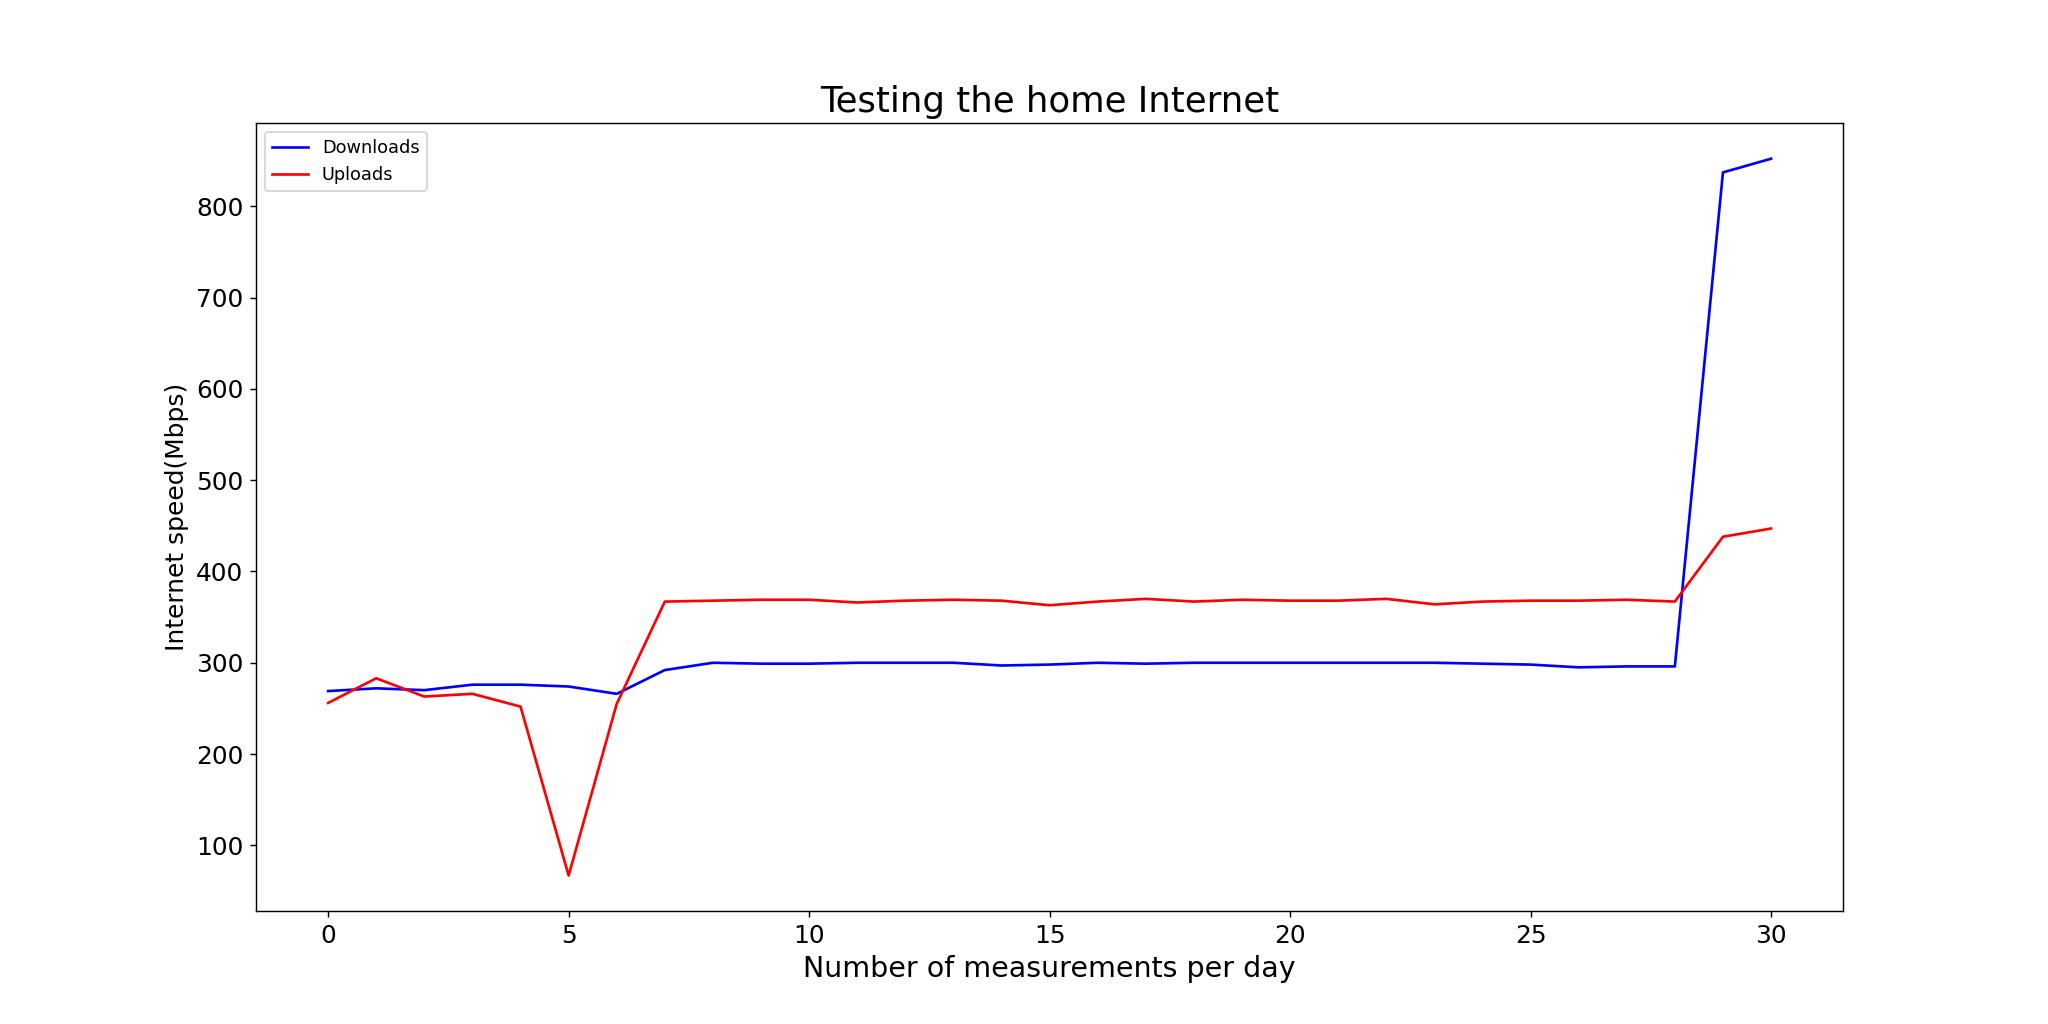 Testing the home Internet
Downloads
Uploads
Internet speed(Mbps)
800
700
600
500
400
300
200
100
0 5 10 15 20 25 30
Number of measurements per day